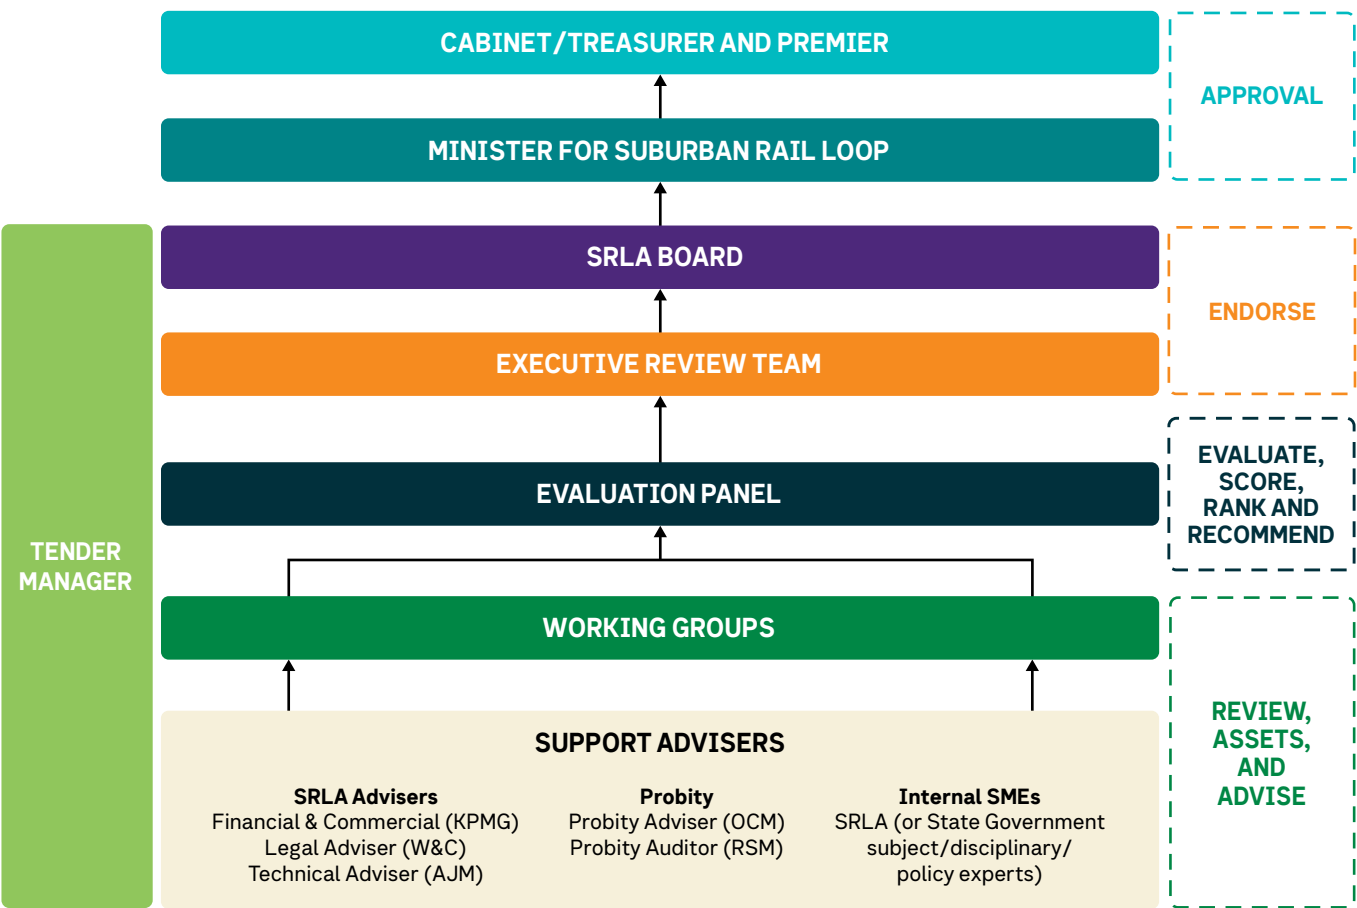 CABINET/TREASURER AND PREMIER
APPROVAL
MINISTER FOR SUBURBAN RAIL LOOP
SRLA BOARD
ENDORSE
EXECUTIVE REVIEW TEAM
EVALUATION PANEL
EVALUATE,
SCORE,
RANK AND
RECOMMEND
TENDER
MANAGER
WORKING GROUPS
REVIEW,
ASSETS,
AND
ADVISE
SUPPORT ADVISERS
SRLA Advisers
Financial & Commercial (KPMG)
Legal Adviser (W&C)
Technical Adviser (AJM)
Probity
Probity Adviser (OCM)
Probity Auditor (RSM)
Internal SMEs
SRLA (or State Government
subject/disciplinary/
policy experts)